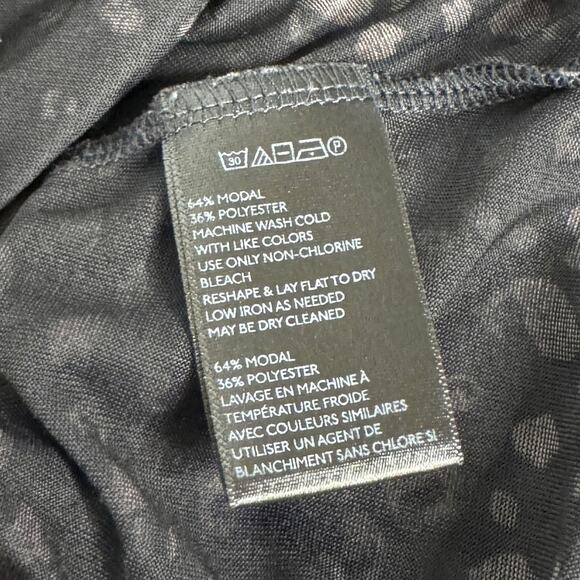 30 P
64% MODAL
36% POLYESTER
MACHINE WASH COLD
WITH LIKE COLORS
USE ONLY NON-CHLORINE
BLEACH
RESHAPE & LAY FLAT TO DRY
LOW IRON AS NEEDED
MAY BE DRY CLEANED
64% MODAL
36% POLYESTER
LAVAGE EN MACHINE À
TEMPÉRATURE FROIDE
AVEC COULEURS SIMILAIRES
UTILISER UN AGENT DE
BLANCHIMENT SANS CHLORE SI